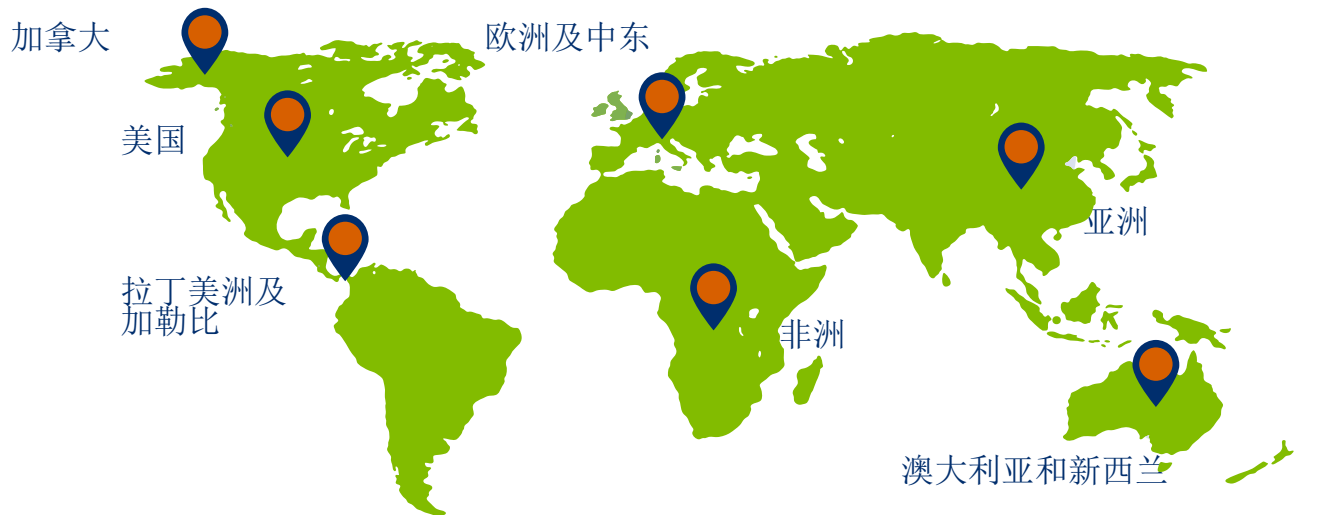 加拿大
欧洲及中东
美国
亚洲
拉丁美洲及
加勒比
非洲
澳大利亚和新西兰